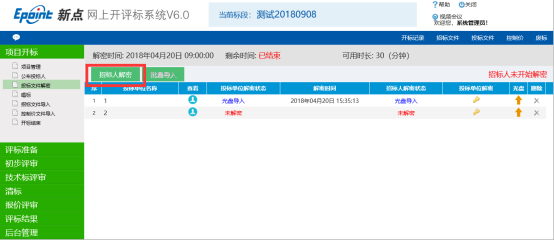 Epoint 新点 网上开评标系统V6.0
当前标段： 测试20180908
帮助 关闭
视频会议
欢迎您，系统管理员!
开标记录 招标文件 投标文件 控制价 报标
项目开标
项目管理
公布投标人
投标文件解密
唱标
招标文件导入
控制价文件导入
开标结束
评标准备
初步评审
技术标评审
清标
报价评审
评标结果
后台管理
解密时间: 2018年04月20日 09:00:00 剩余时间: 已结束 可用时长: 30（分钟）
招标人解密 批量导入 招标人未开始解密
序 投标单位名称 查看 投标单位解密状态 解密时间 招标人解密状态 投标单位解密 光盘 删除
1 1 光盘导入 2018年04月20日 15:35:13 光盘导入
2 2 未解密 未解密